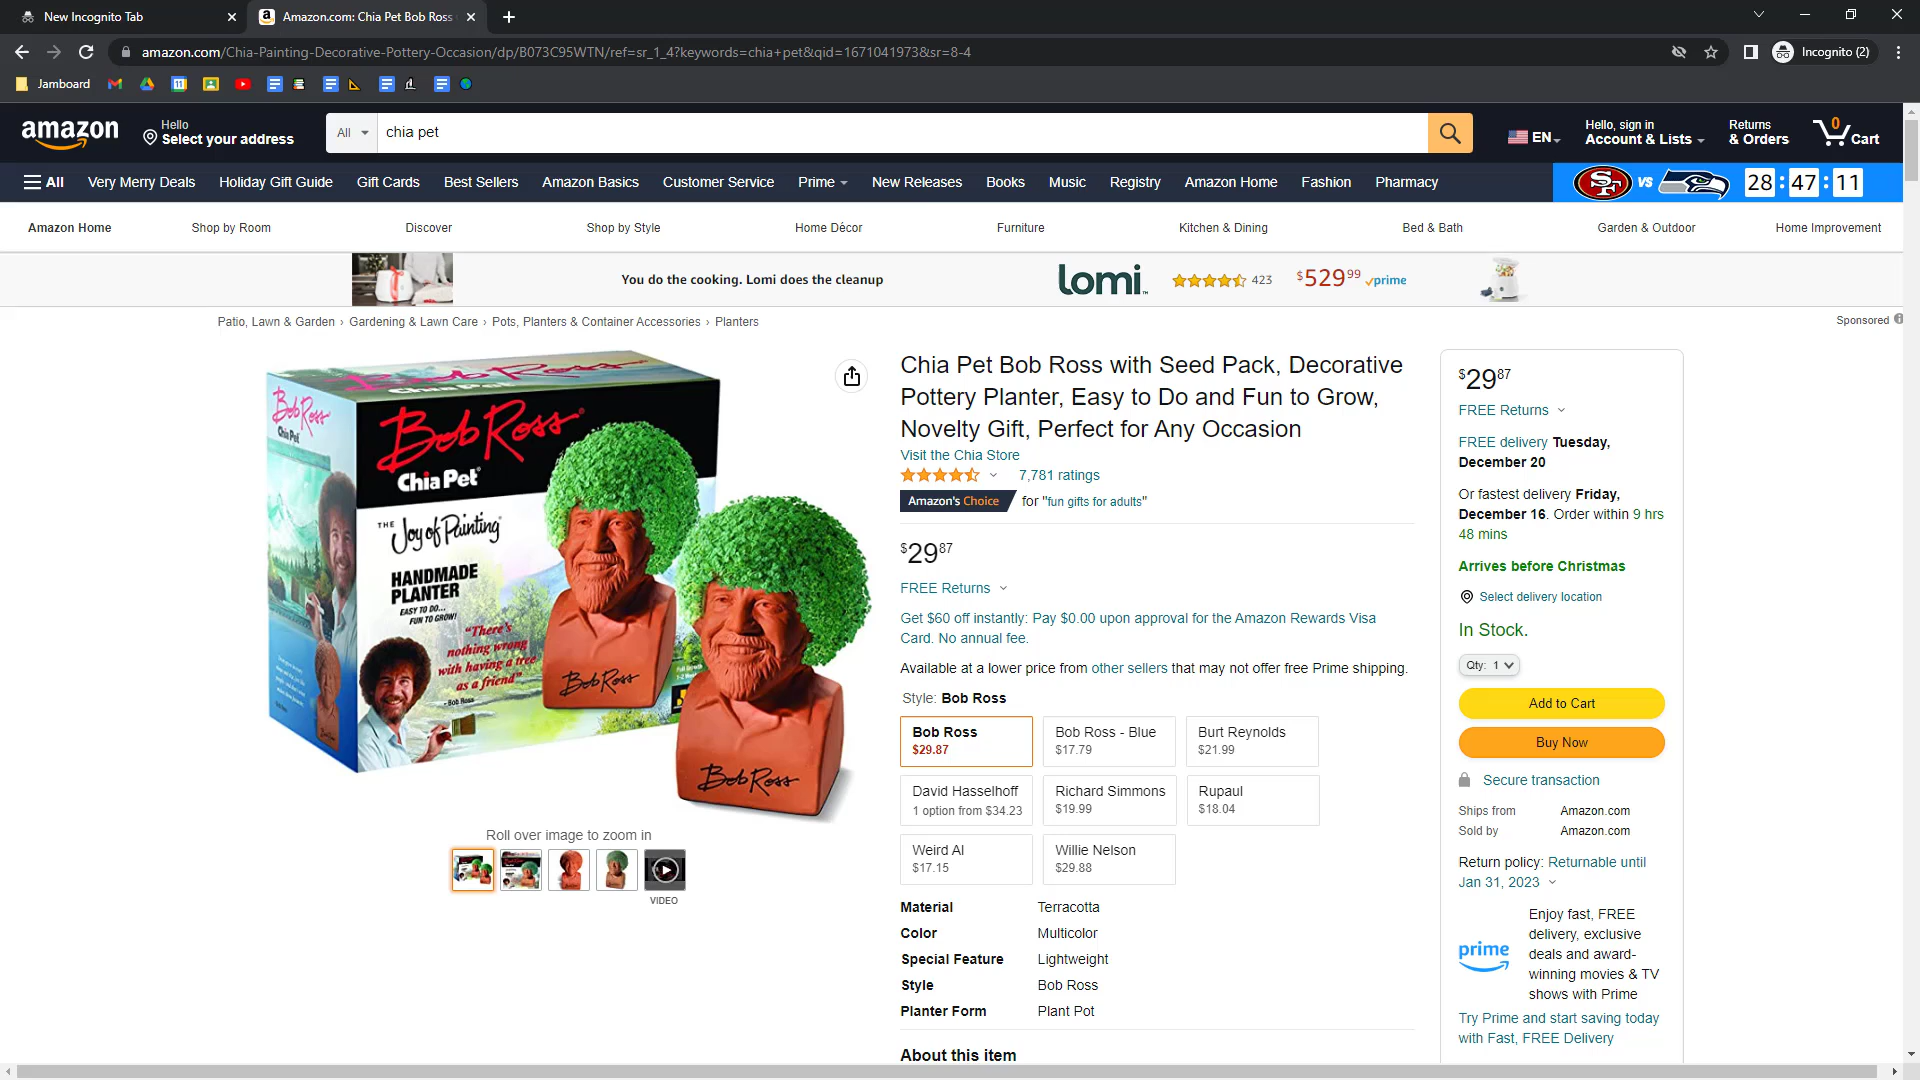 New Incognito Tab
Amazon.com: Chia Pet Bob Ross
amazon.com/Chia-Painting-Decorative-Pottery-Occasion/dp/B073C95WTN/ref=sr_1_4?keywords=chia+pet&qid=1671041973&sr=8-4
Incognito (2)
Jamboard
amazon
Hello
Select your address
All
chia pet
EN
Hello, sign in
Account & Lists
Returns
& Orders
0
Cart
All
Very Merry Deals
Holiday Gift Guide
Gift Cards
Best Sellers
Amazon Basics
Customer Service
Prime
New Releases
Books
Music
Registry
Amazon Home
Fashion
Pharmacy
SF
VS
28 : 47 : 11
Amazon Home
Shop by Room
Discover
Shop by Style
Home Décor
Furniture
Kitchen & Dining
Bed & Bath
Garden & Outdoor
Home Improvement
You do the cooking. Lomi does the cleanup
lomi
423
$529 99
prime
Sponsored
Patio, Lawn & Garden › Gardening & Lawn Care › Pots, Planters & Container Accessories › Planters
Bob Ross
Chia Pet
Bob Ross
Chia Pet
THE
Joy of Painting
HANDMADE
PLANTER
EASY TO DO...
FUN TO GROW!
"There's
nothing wrong
with having a tree
as a friend"
- Bob Ross
Bob Ross
Bob Ross
Roll over image to zoom in
VIDEO
Chia Pet Bob Ross with Seed Pack, Decorative
Pottery Planter, Easy to Do and Fun to Grow,
Novelty Gift, Perfect for Any Occasion
Visit the Chia Store
7,781 ratings
Amazon's Choice for "fun gifts for adults"
$29 87
FREE Returns
Get $60 off instantly: Pay $0.00 upon approval for the Amazon Rewards Visa
Card. No annual fee.
Available at a lower price from other sellers that may not offer free Prime shipping.
Style: Bob Ross
Bob Ross
$29.87
Bob Ross - Blue
$17.79
Burt Reynolds
$21.99
David Hasselhoff
1 option from $34.23
Richard Simmons
$19.99
Rupaul
$18.04
Weird Al
$17.15
Willie Nelson
$29.88
Material Terracotta
Color Multicolor
Special Feature Lightweight
Style Bob Ross
Planter Form Plant Pot
About this item
$29 87
FREE Returns
FREE delivery Tuesday,
December 20
Or fastest delivery Friday,
December 16. Order within 9 hrs
48 mins
Arrives before Christmas
Select delivery location
In Stock.
Qty: 1
Add to Cart
Buy Now
Secure transaction
Ships from Amazon.com
Sold by Amazon.com
Return policy: Returnable until
Jan 31, 2023
prime
Enjoy fast, FREE
delivery, exclusive
deals and award-
winning movies & TV
shows with Prime
Try Prime and start saving today
with Fast, FREE Delivery